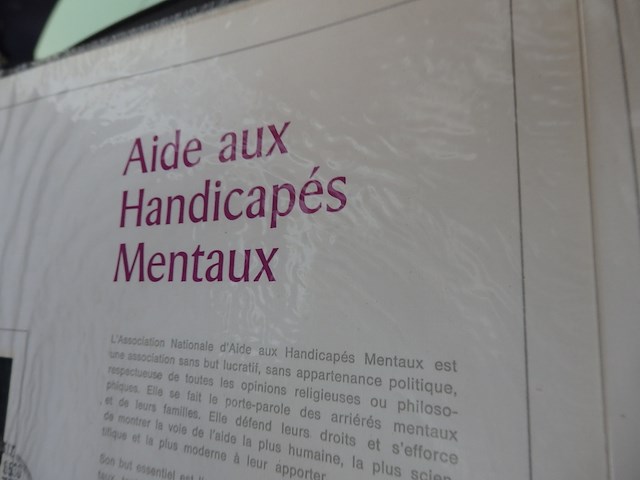 Aide aux
Handicapés
Mentaux
L'Association Nationale d'Aide aux Handicapés Mentaux est
une association sans but lucratif, sans appartenance politique,
respectueuse de toutes les opinions religieuses ou philoso-
phiques. Elle se fait le porte-parole des arriérés mentaux
et de leurs familles. Elle défend leurs droits et s'efforce
de montrer la voie de l'aide la plus humaine, la plus scien-
tifique et la plus moderne à leur apporter.
Son but essentiel est